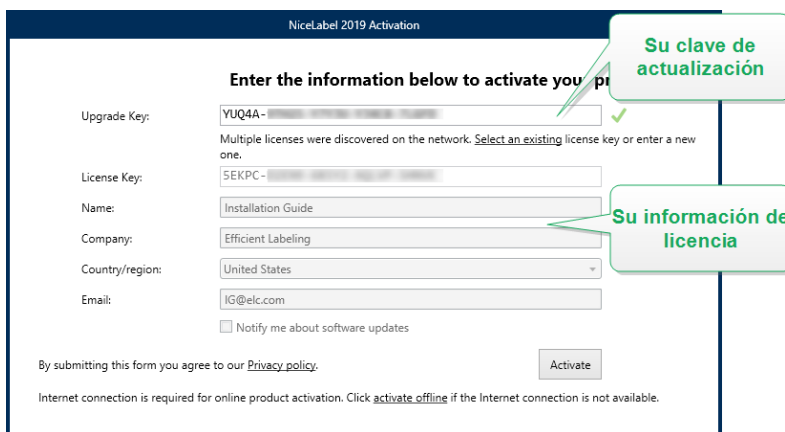 NiceLabel 2019 Activation
Su clave de
actualización
Enter the information below to activate your
Upgrade Key:
YUQ4A-
Multiple licenses were discovered on the network. Select an existing license key or enter a new
one.
License Key:
5EKPC-
Name:
Installation Guide
Su información de
licencia
Company:
Efficient Labeling
Country/region:
United States
Email:
IG@elc.com
Notify me about software updates
By submitting this form you agree to our Privacy policy.
Activate
Internet connection is required for online product activation. Click activate offline if the Internet connection is not available.